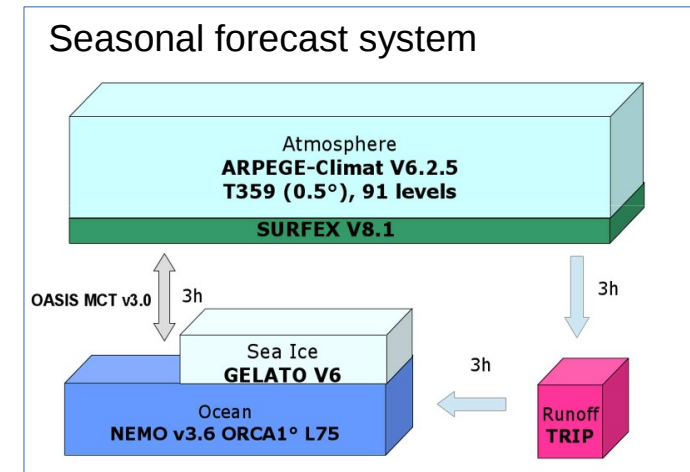 Seasonal forecast system
Atmosphere
ARPEGE-Climat V6.2.5
T359 (0.5°), 91 levels
SURFEX V8.1
OASIS MCT v3.0
3h
3h
Sea Ice
GELATO V6
3h
Ocean
NEMO v3.6 ORCA1° L75
Runoff
TRIP